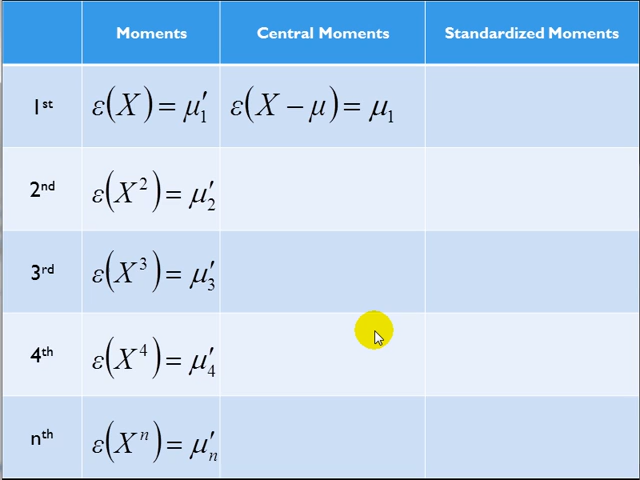 Moments Central Moments Standardized Moments
1st ε(X) = μ′₁ ε(X − μ) = μ₁
2nd ε(X²) = μ′₂
3rd ε(X³) = μ′₃
4th ε(X⁴) = μ′₄
nth ε(Xⁿ) = μ′ₙ